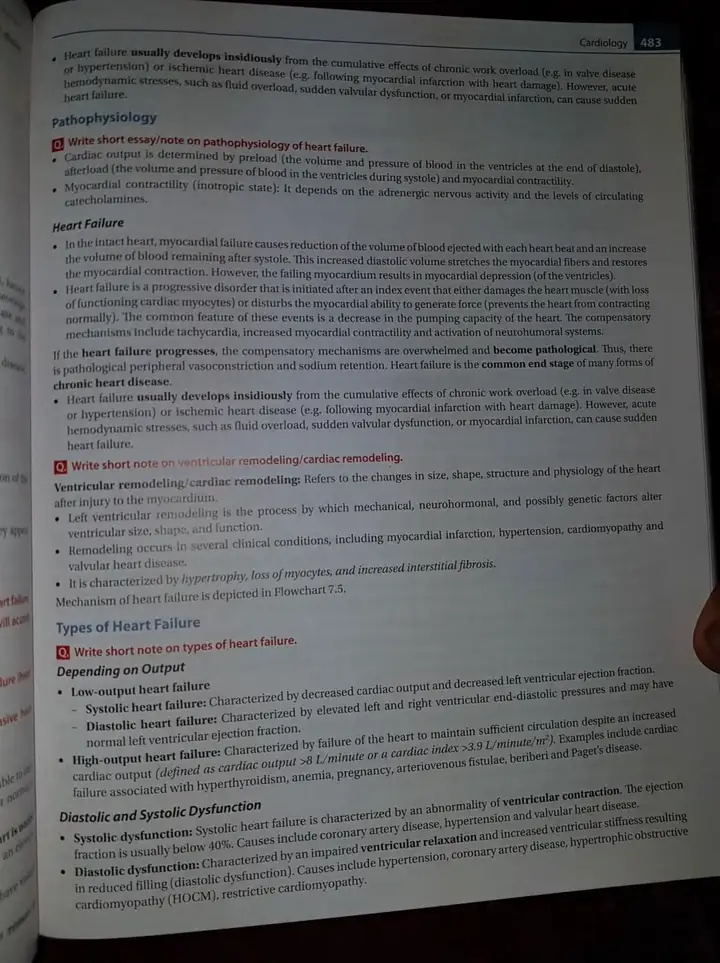 Cardiology 483
• Heart failure usually develops insidiously from the cumulative effects of chronic work overload (e.g. in valve disease
or hypertension) or ischemic heart disease (e.g. following myocardial infarction with heart damage). However, acute
hemodynamic stresses, such as fluid overload, sudden valvular dysfunction, or myocardial infarction, can cause sudden
heart failure.
Pathophysiology
Q. Write short essay/note on pathophysiology of heart failure.
• Cardiac output is determined by preload (the volume and pressure of blood in the ventricles at the end of diastole),
afterload (the volume and pressure of blood in the ventricles during systole) and myocardial contractility.
• Myocardial contractility (inotropic state): It depends on the adrenergic nervous activity and the levels of circulating
catecholamines.
Heart Failure
• In the intact heart, myocardial failure causes reduction of the volume of blood ejected with each heart beat and an increase
the volume of blood remaining after systole. This increased diastolic volume stretches the myocardial fibers and restores
the myocardial contraction. However, the failing myocardium results in myocardial depression (of the ventricles).
• Heart failure is a progressive disorder that is initiated after an index event that either damages the heart muscle (with loss
of functioning cardiac myocytes) or disturbs the myocardial ability to generate force (prevents the heart from contracting
normally). The common feature of these events is a decrease in the pumping capacity of the heart. The compensatory
mechanisms include tachycardia, increased myocardial contractility and activation of neurohumoral systems.
If the heart failure progresses, the compensatory mechanisms are overwhelmed and become pathological. Thus, there
is pathological peripheral vasoconstriction and sodium retention. Heart failure is the common end stage of many forms of
chronic heart disease.
• Heart failure usually develops insidiously from the cumulative effects of chronic work overload (e.g. in valve disease
or hypertension) or ischemic heart disease (e.g. following myocardial infarction with heart damage). However, acute
hemodynamic stresses, such as fluid overload, sudden valvular dysfunction, or myocardial infarction, can cause sudden
heart failure.
Q. Write short note on ventricular remodeling/cardiac remodeling.
Ventricular remodeling/cardiac remodeling: Refers to the changes in size, shape, structure and physiology of the heart
after injury to the myocardium.
• Left ventricular remodeling is the process by which mechanical, neurohormonal, and possibly genetic factors alter
ventricular size, shape, and function.
• Remodeling occurs in several clinical conditions, including myocardial infarction, hypertension, cardiomyopathy and
valvular heart disease.
• It is characterized by hypertrophy, loss of myocytes, and increased interstitial fibrosis.
Mechanism of heart failure is depicted in Flowchart 7.5.
Types of Heart Failure
Q. Write short note on types of heart failure.
Depending on Output
• Low-output heart failure
– Systolic heart failure: Characterized by decreased cardiac output and decreased left ventricular ejection fraction.
– Diastolic heart failure: Characterized by elevated left and right ventricular end-diastolic pressures and may have
normal left ventricular ejection fraction.
• High-output heart failure: Characterized by failure of the heart to maintain sufficient circulation despite an increased
cardiac output (defined as cardiac output >8 L/minute or a cardiac index >3.9 L/minute/m²). Examples include cardiac
failure associated with hyperthyroidism, anemia, pregnancy, arteriovenous fistulae, beriberi and Paget's disease.
Diastolic and Systolic Dysfunction
• Systolic dysfunction: Systolic heart failure is characterized by an abnormality of ventricular contraction. The ejection
fraction is usually below 40%. Causes include coronary artery disease, hypertension and valvular heart disease.
• Diastolic dysfunction: Characterized by an impaired ventricular relaxation and increased ventricular stiffness resulting
in reduced filling (diastolic dysfunction). Causes include hypertension, coronary artery disease, hypertrophic obstructive
cardiomyopathy (HOCM), restrictive cardiomyopathy.